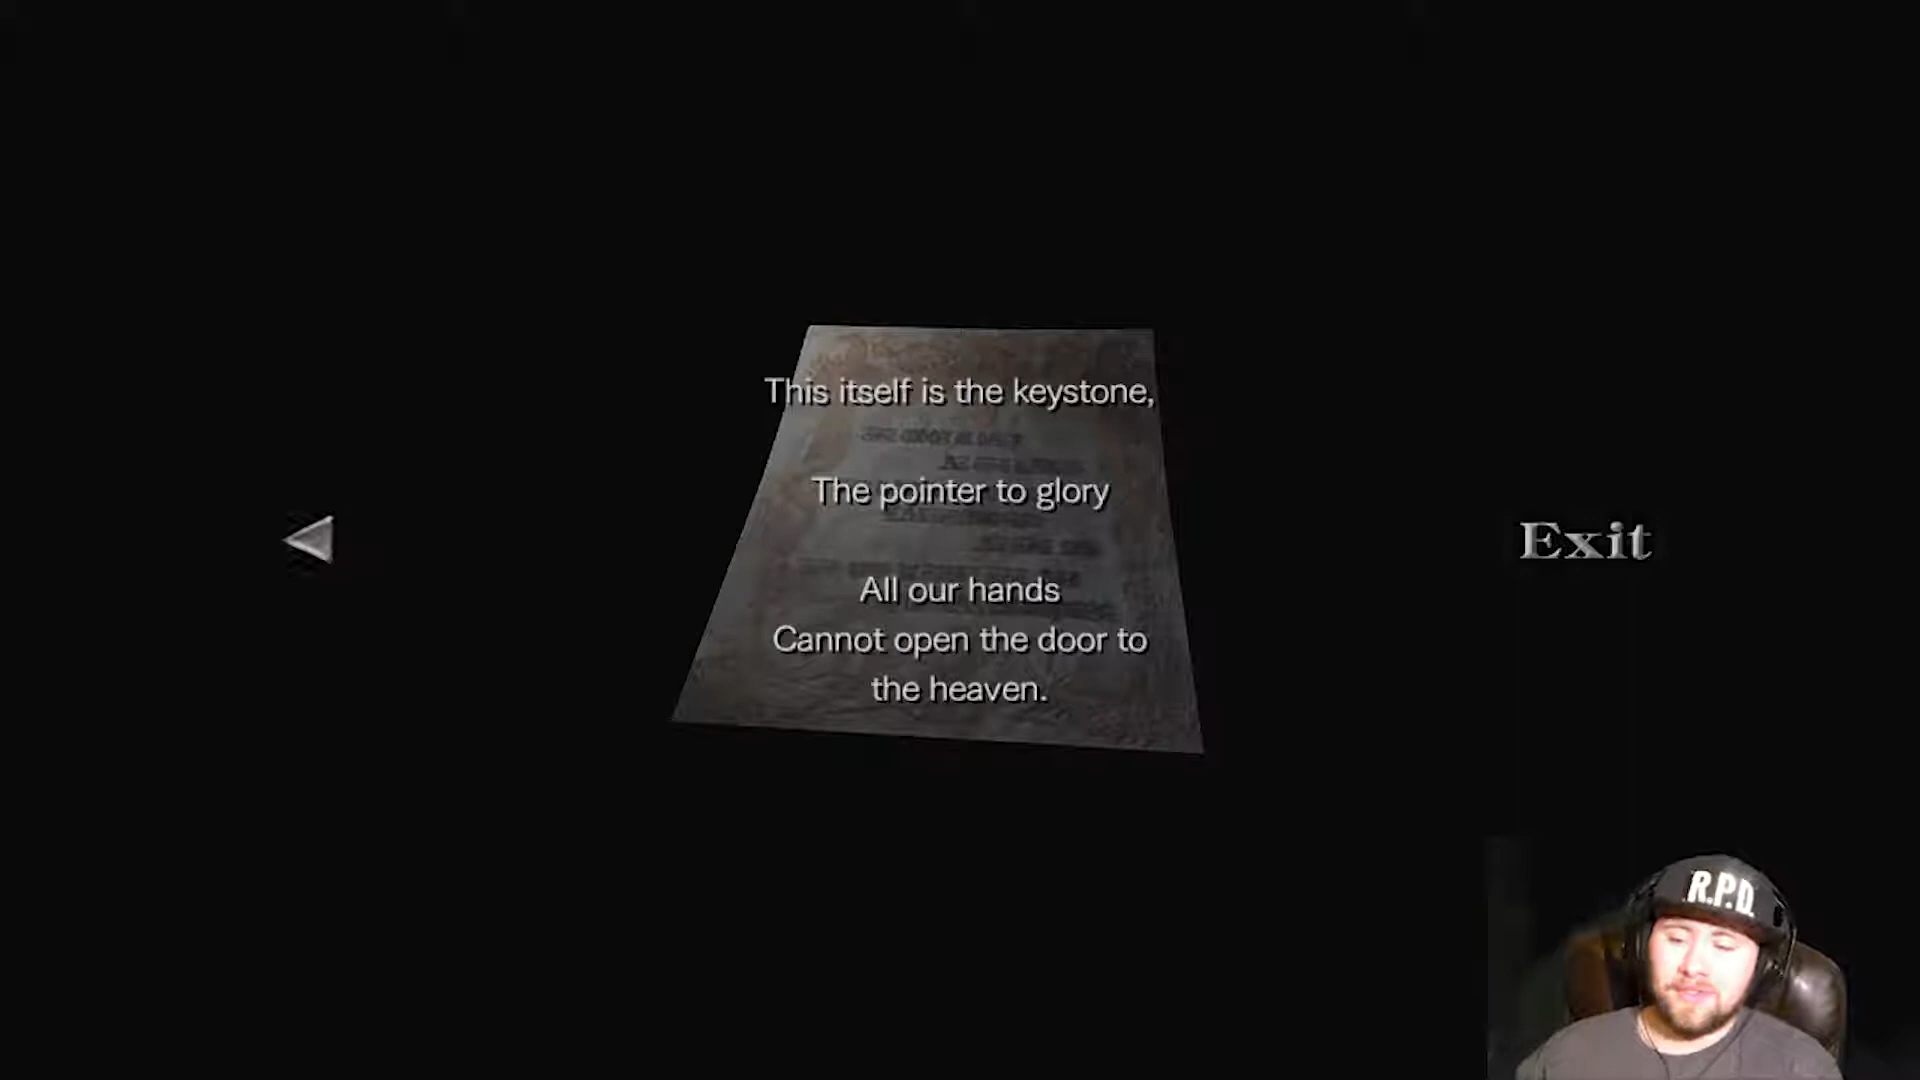 This itself is the keystone,
The pointer to glory
All our hands
Cannot open the door to
the heaven.
Exit
R.P.D.